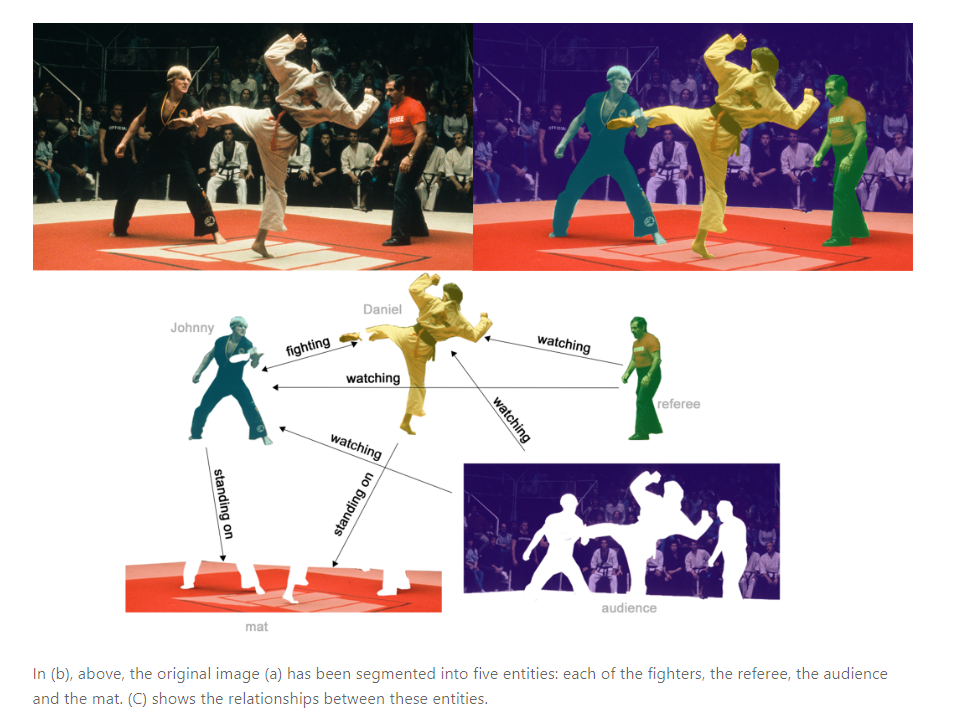 OFFICIAL
REFEREE
Daniel
Johnny
fighting
watching
watching
referee
watching
watching
standing on
standing on
audience
mat
In (b), above, the original image (a) has been segmented into five entities: each of the fighters, the referee, the audience
and the mat. (C) shows the relationships between these entities.